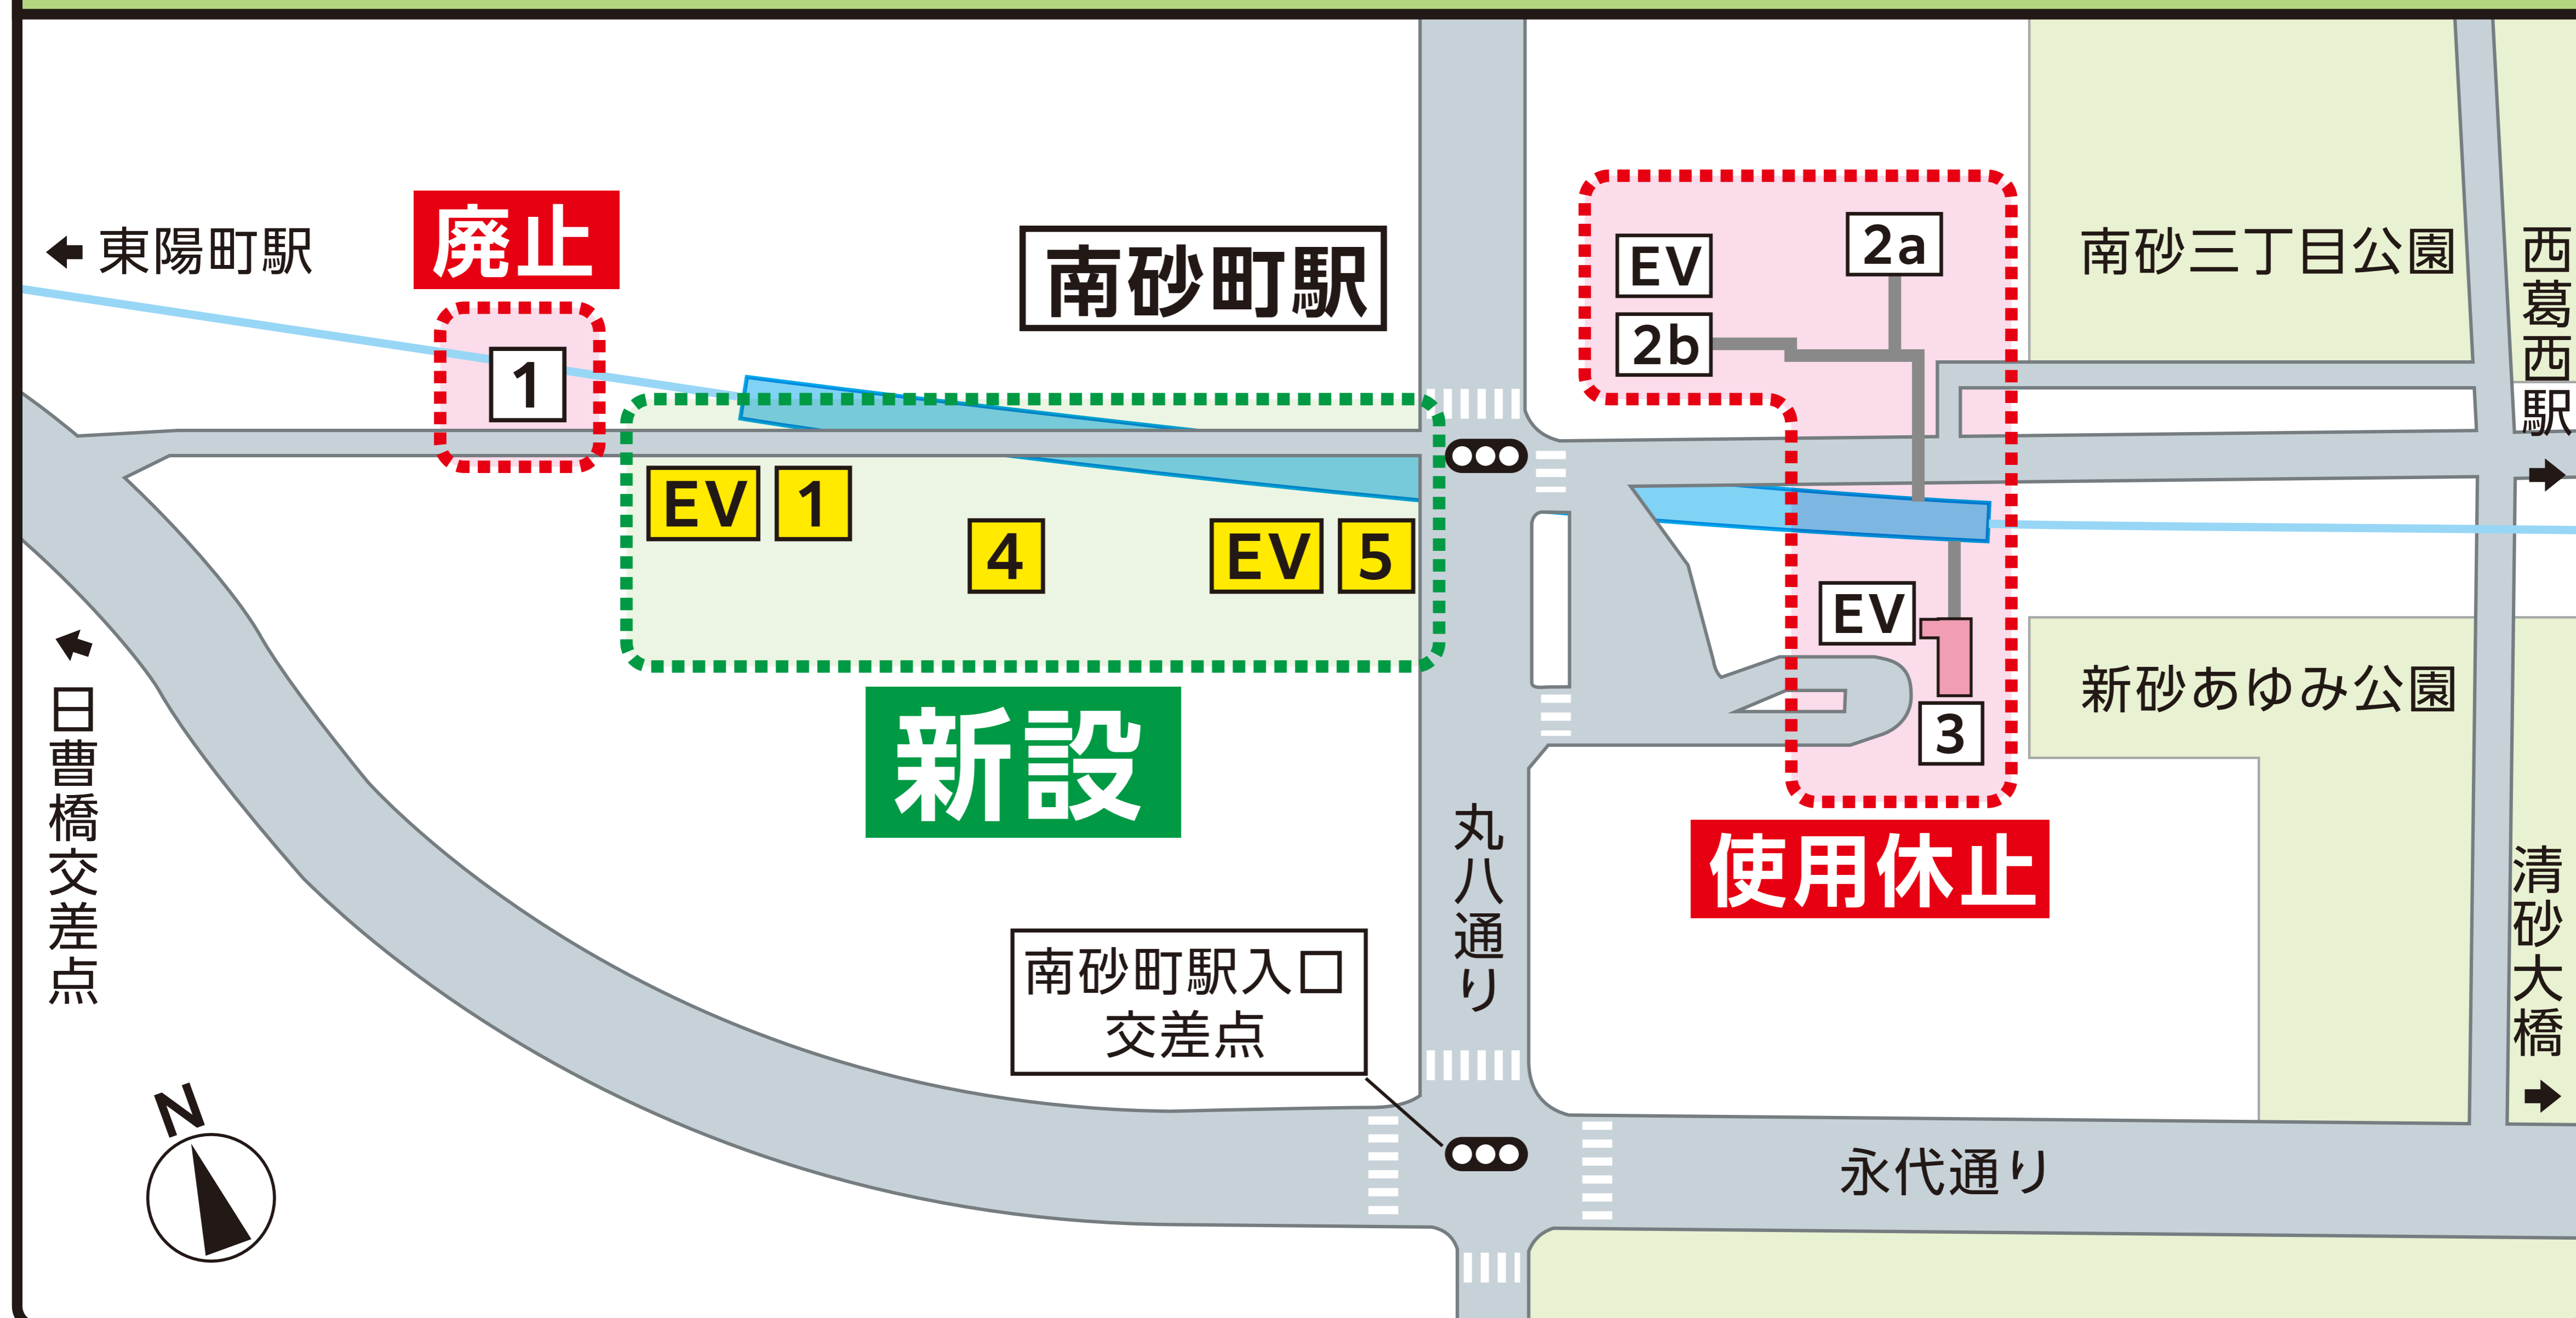 東陽町駅
廃止
1
南砂町駅
EV
2a
2b
南砂三丁目公園
西葛西駅
EV
1
4
EV
5
新設
EV
3
使用休止
新砂あゆみ公園
日曹橋交差点
丸八通り
清砂大橋
南砂町駅入口
交差点
永代通り
N